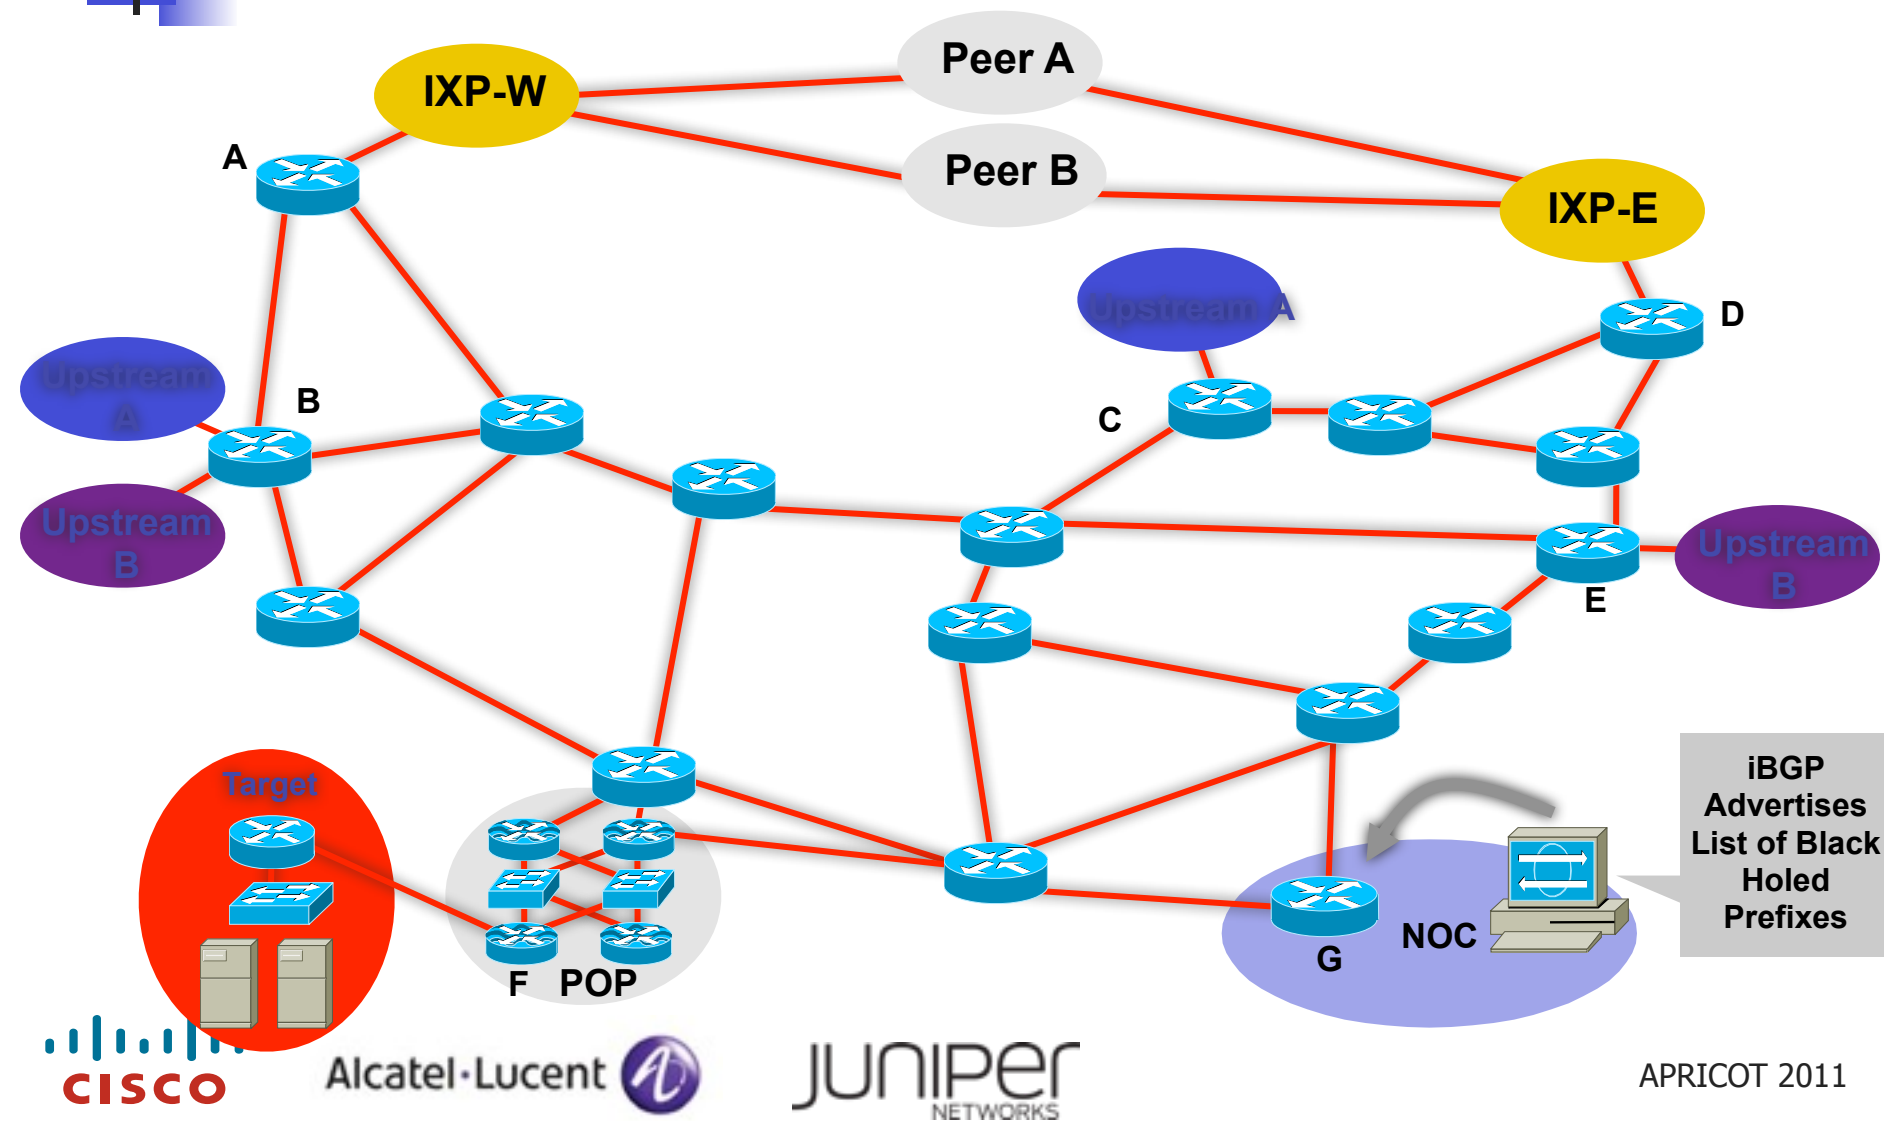 Peer A
IXP-W
A
Peer B
IXP-E
Upstream A
D
Upstream
A
B
C
Upstream
B
Upstream
B
E
Target
iBGP
Advertises
List of Black
Holed
Prefixes
NOC
G
F POP
CISCO
Alcatel·Lucent
JUNIPer
NETWORKS
APRICOT 2011